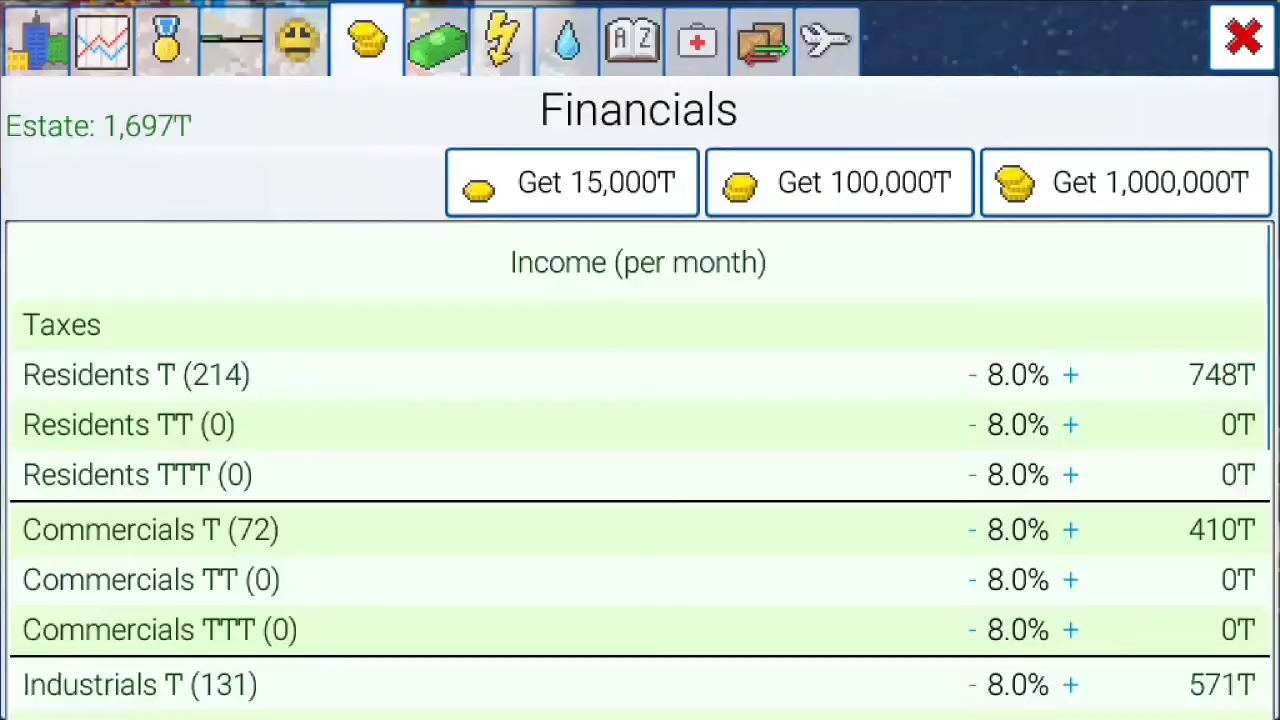 A Z
Financials
Estate: 1,697T
Get 15,000T Get 100,000T Get 1,000,000T
Income (per month)
Taxes
Residents T (214) - 8.0% + 748T
Residents TT (0) - 8.0% + 0T
Residents TTT (0) - 8.0% + 0T
Commercials T (72) - 8.0% + 410T
Commercials TT (0) - 8.0% + 0T
Commercials TTT (0) - 8.0% + 0T
Industrials T (131) - 8.0% + 571T